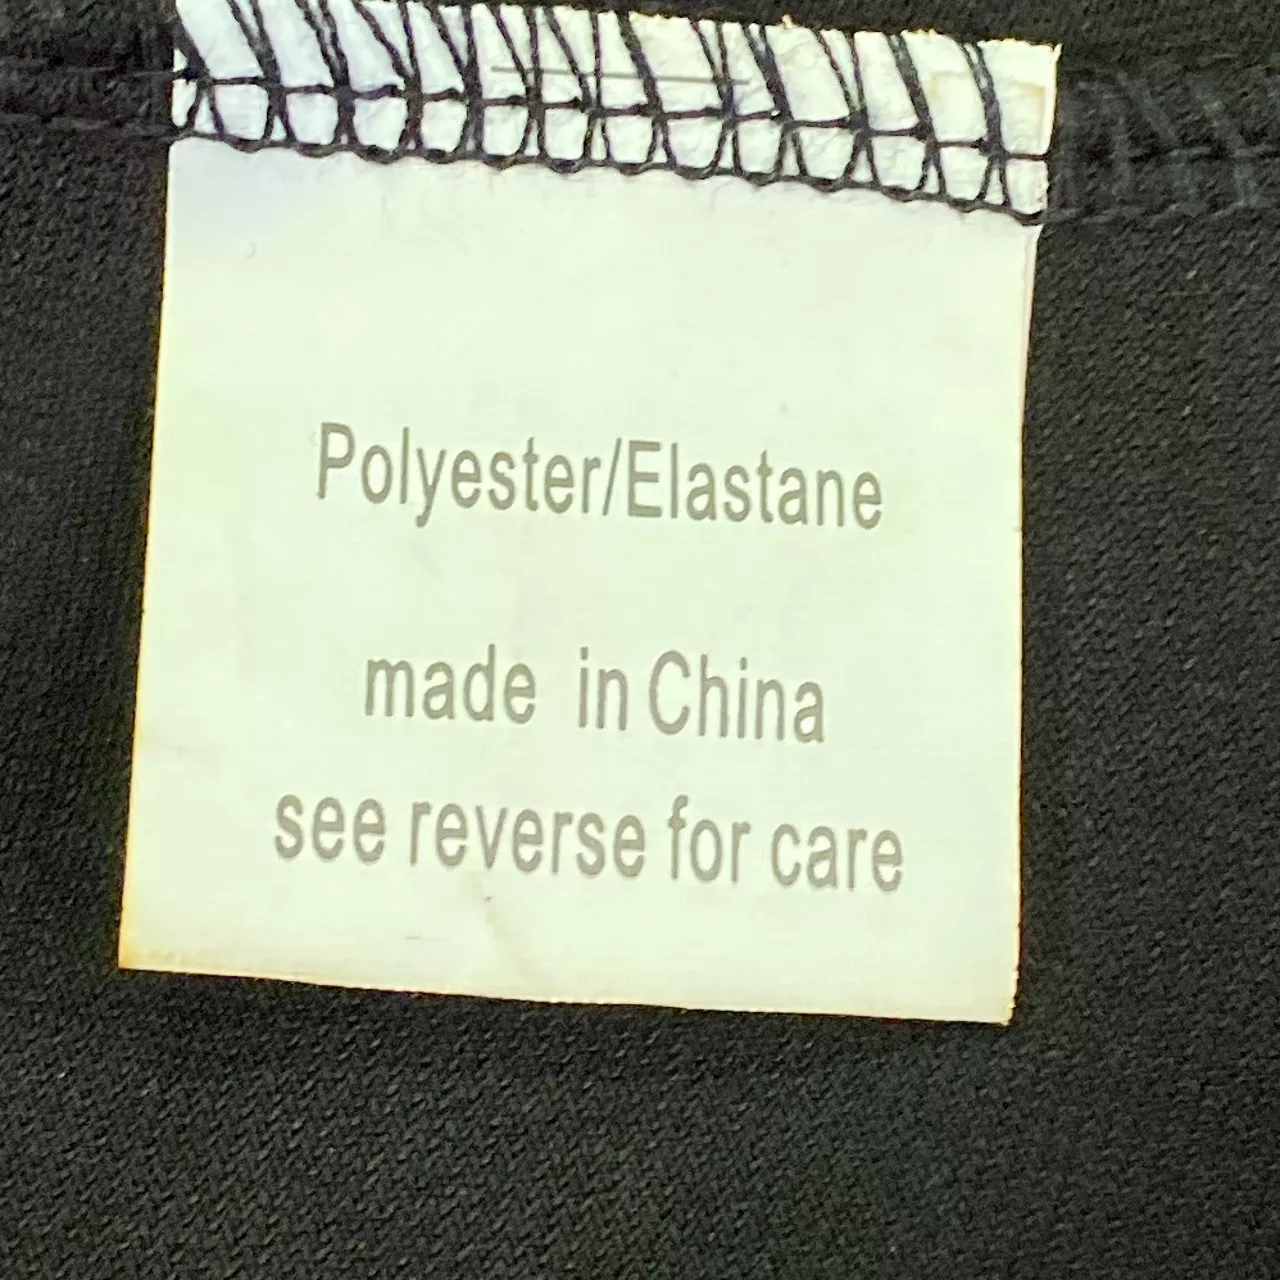 Polyester/Elastane
made in China
see reverse for care